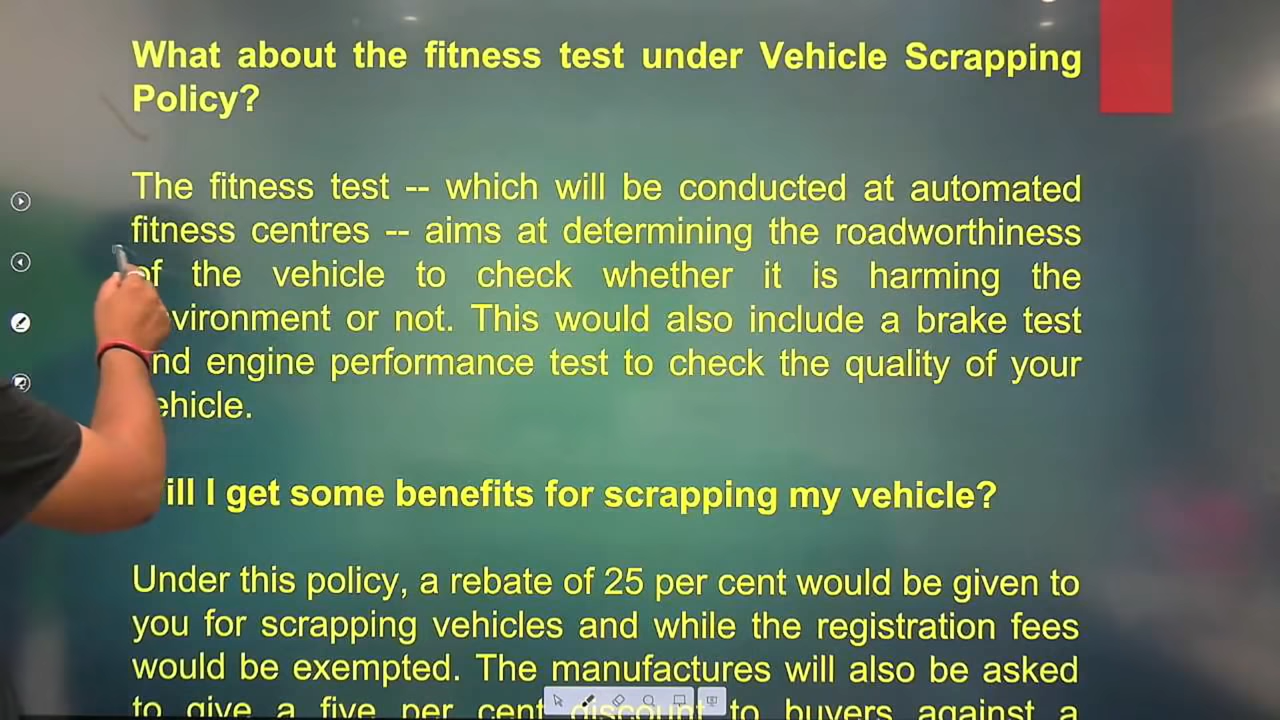 What about the fitness test under Vehicle Scrapping
Policy?
The fitness test -- which will be conducted at automated
fitness centres -- aims at determining the roadworthiness
of the vehicle to check whether it is harming the
vironment or not. This would also include a brake test
nd engine performance test to check the quality of your
ehicle.
ill I get some benefits for scrapping my vehicle?
Under this policy, a rebate of 25 per cent would be given to
you for scrapping vehicles and while the registration fees
would be exempted. The manufactures will also be asked
to give a five per cent discount to buyers against a